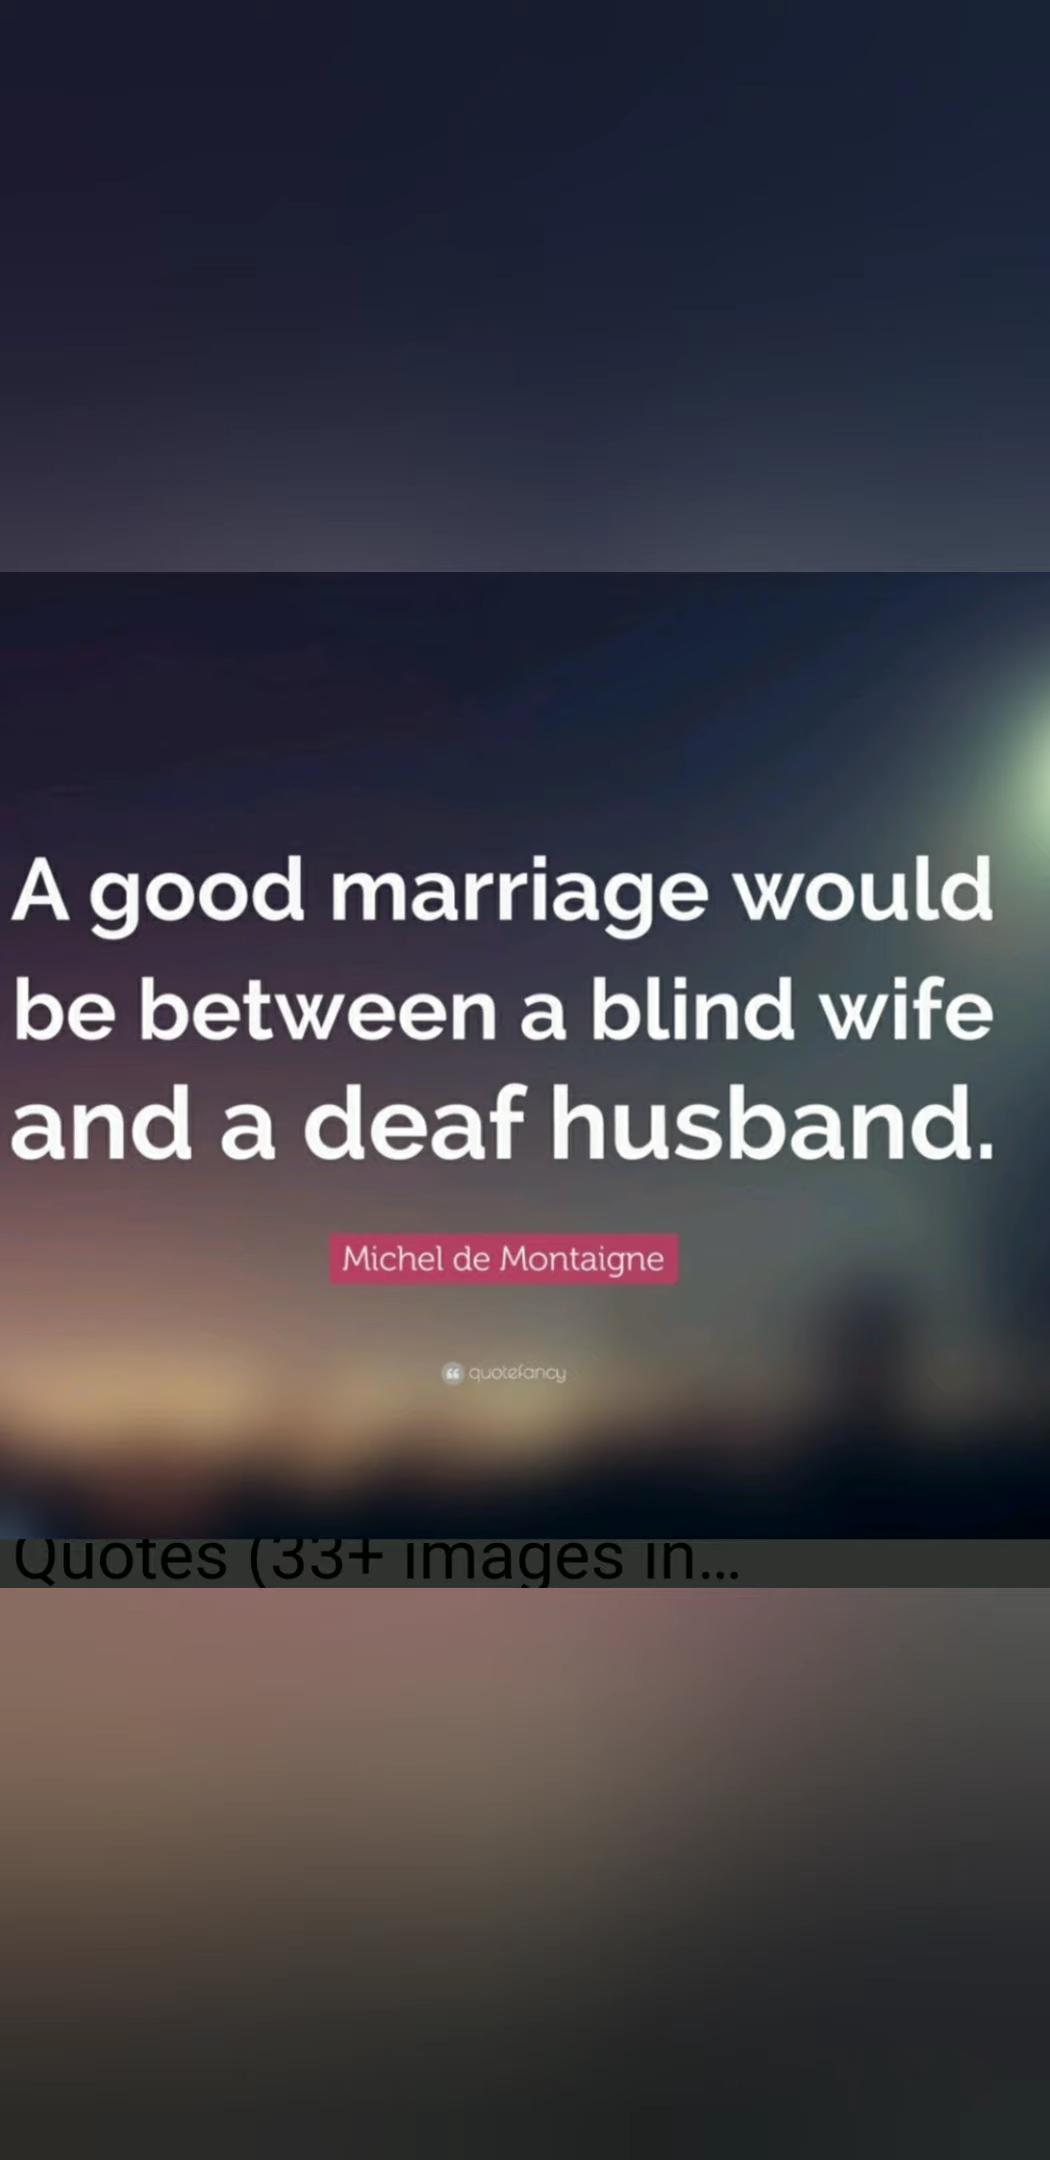 A good marriage would
be between a blind wife
and a deaf husband.
Michel de Montaigne
quotefancy
Quotes (33+ images in...